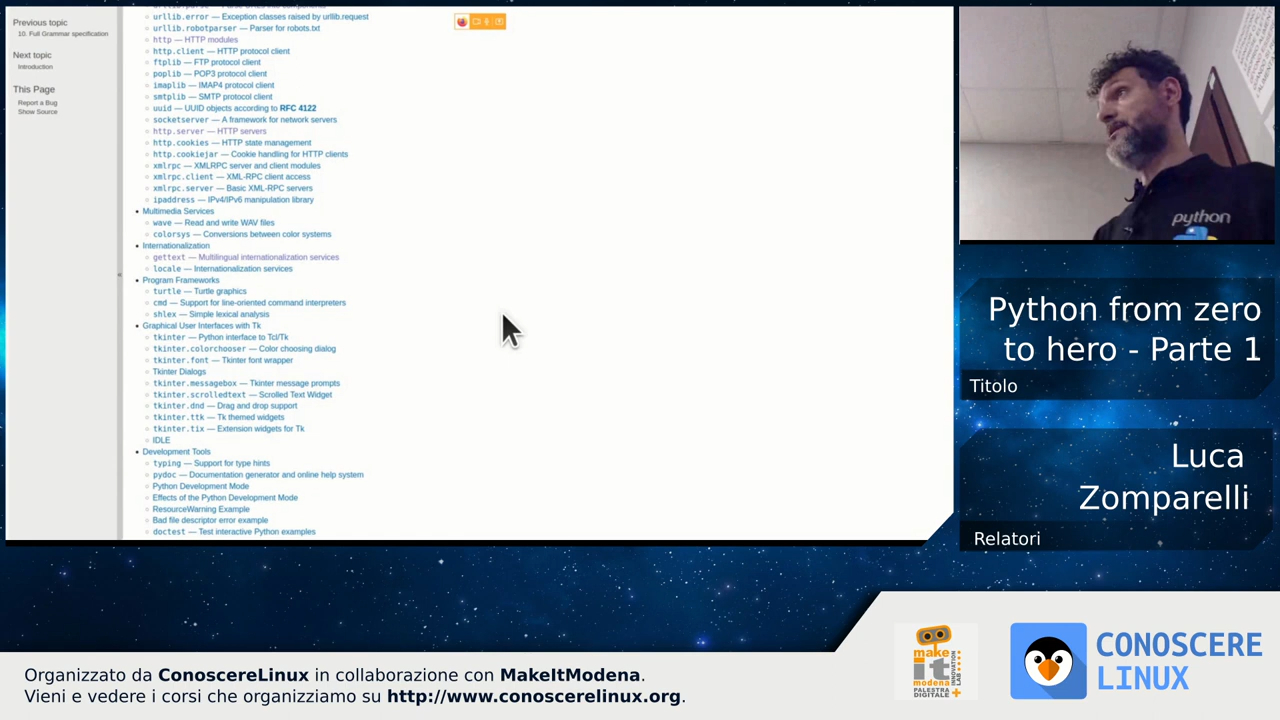 Previous topic
10. Full Grammar specification
Next topic
Introduction
This Page
Report a Bug
Show Source
urllib.error — Exception classes raised by urllib.request
urllib.robotparser — Parser for robots.txt
http — HTTP modules
http.client — HTTP protocol client
ftplib — FTP protocol client
poplib — POP3 protocol client
imaplib — IMAP4 protocol client
smtplib — SMTP protocol client
uuid — UUID objects according to RFC 4122
socketserver — A framework for network servers
http.server — HTTP servers
http.cookies — HTTP state management
http.cookiejar — Cookie handling for HTTP clients
xmlrpc — XMLRPC server and client modules
xmlrpc.client — XML-RPC client access
xmlrpc.server — Basic XML-RPC servers
ipaddress — IPv4/IPv6 manipulation library
Multimedia Services
wave — Read and write WAV files
colorsys — Conversions between color systems
Internationalization
gettext — Multilingual internationalization services
locale — Internationalization services
Program Frameworks
turtle — Turtle graphics
cmd — Support for line-oriented command interpreters
shlex — Simple lexical analysis
Graphical User Interfaces with Tk
tkinter — Python interface to Tcl/Tk
tkinter.colorchooser — Color choosing dialog
tkinter.font — Tkinter font wrapper
Tkinter Dialogs
tkinter.messagebox — Tkinter message prompts
tkinter.scrolledtext — Scrolled Text Widget
tkinter.dnd — Drag and drop support
tkinter.ttk — Tk themed widgets
tkinter.tix — Extension widgets for Tk
IDLE
Development Tools
typing — Support for type hints
pydoc — Documentation generator and online help system
Python Development Mode
Effects of the Python Development Mode
ResourceWarning Example
Bad file descriptor error example
doctest — Test interactive Python examples
python
Python from zero
to hero - Parte 1
Titolo
Luca
Zomparelli
Relatori
Organizzato da ConoscereLinux in collaborazione con MakeItModena.
Vieni e vedere i corsi che organizziamo su http://www.conoscerelinux.org.
make
it
modena
PALESTRA
DIGITALE
INNOVATION
LAB
CONOSCERE
LINUX